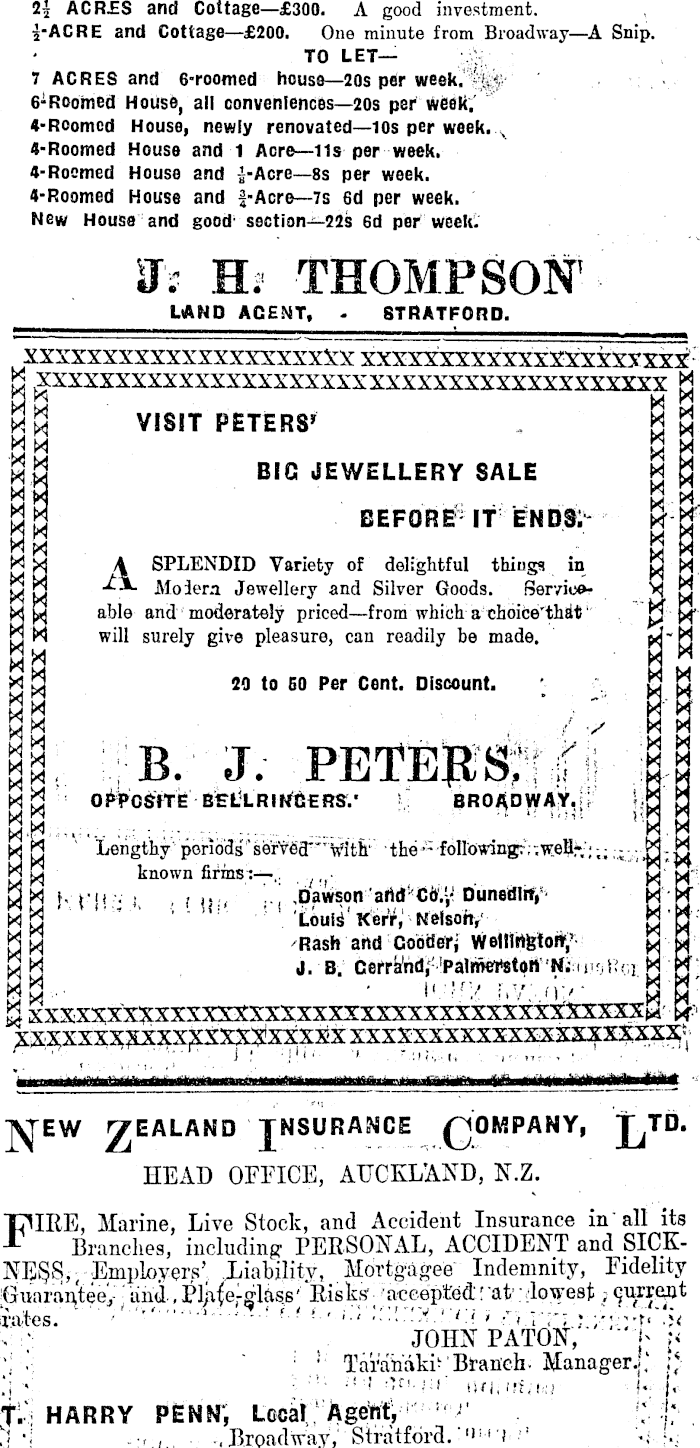 2½ ACRES and Cottage—£300. A good investment.
½-ACRE and Cottage—£200. One minute from Broadway—A Snip.
TO LET—
7 ACRES and 6-roomed house—20s per week.
6-Roomed House, all conveniences—20s per week.
4-Roomed House, newly renovated—10s per week.
4-Roomed House and 1 Acre—11s per week.
4-Roomed House and ⅛-Acre—8s per week.
4-Roomed House and ¾-Acre—7s 6d per week.
New House and good section—22s 6d per week.
J. H. THOMPSON
LAND AGENT, - STRATFORD.
VISIT PETERS'
BIG JEWELLERY SALE
BEFORE IT ENDS.
A SPLENDID Variety of delightful things in
Modern Jewellery and Silver Goods. Service-
able and moderately priced—from which a choice that
will surely give pleasure, can readily be made.
20 to 50 Per Cent. Discount.
B. J. PETERS,
OPPOSITE BELLRINGERS. BROADWAY.
Lengthy periods served with the following well-
known firms:—
Dawson and Co., Dunedin,
Louis Kerr, Nelson,
Rash and Gooder, Wellington,
J. B. Gerrand, Palmerston N.
NEW ZEALAND INSURANCE COMPANY, LTD.
HEAD OFFICE, AUCKLAND, N.Z.
FIRE, Marine, Live Stock, and Accident Insurance in all its
Branches, including PERSONAL, ACCIDENT and SICK-
NESS, Employers' Liability, Mortgagee Indemnity, Fidelity
Guarantee, and Plate-glass Risks accepted at lowest current
rates.
JOHN PATON,
Taranaki Branch Manager.
T. HARRY PENN, Local Agent,
Broadway, Stratford.